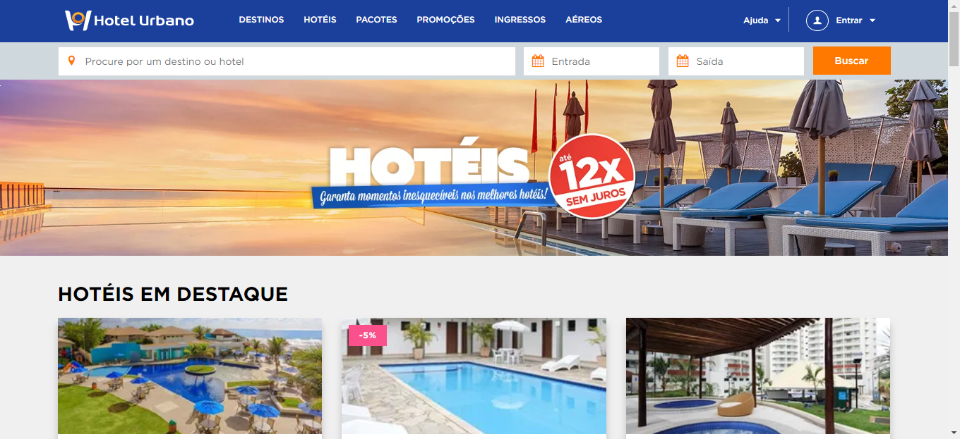 Hotel Urbano
DESTINOS HOTÉIS PACOTES PROMOÇÕES INGRESSOS AÉREOS
Ajuda
Entrar
Procure por um destino ou hotel
Entrada
Saída
Buscar
HOTÉIS
Garanta momentos inesquecíveis nos melhores hotéis!
até
12x
SEM JUROS
HOTÉIS EM DESTAQUE
-5%